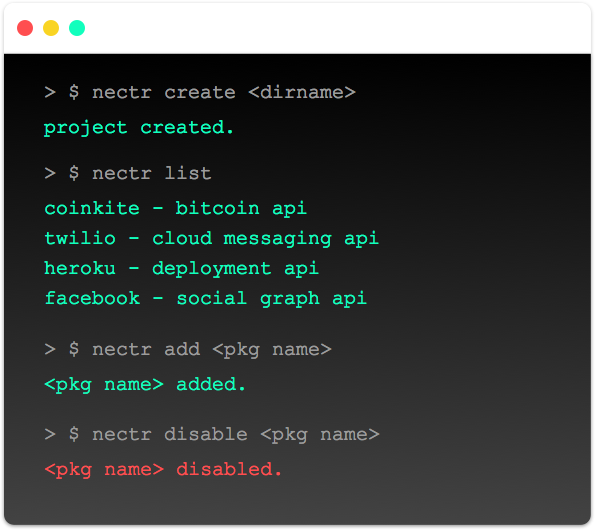 > $ nectr create <dirname>
project created.
> $ nectr list
coinkite - bitcoin api
twilio - cloud messaging api
heroku - deployment api
facebook - social graph api
> $ nectr add <pkg name>
<pkg name> added.
> $ nectr disable <pkg name>
<pkg name> disabled.